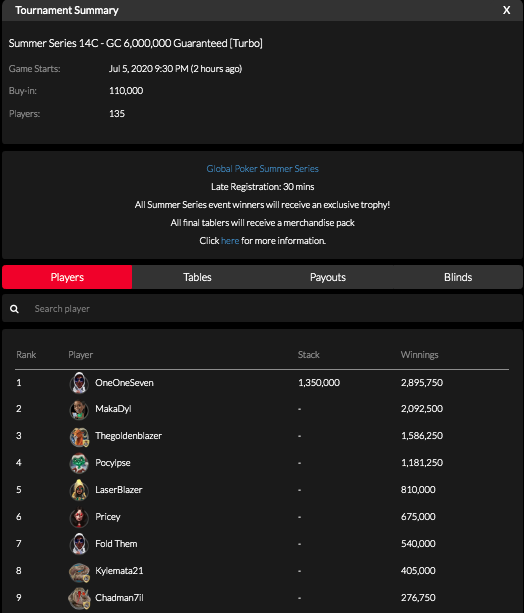 Tournament Summary X
Summer Series 14C - GC 6,000,000 Guaranteed [Turbo]
Game Starts: Jul 5, 2020 9:30 PM (2 hours ago)
Buy-in: 110,000
Players: 135
Global Poker Summer Series
Late Registration: 30 mins
All Summer Series event winners will receive an exclusive trophy!
All final tablers will receive a merchandise pack
Click here for more information.
Players Tables Payouts Blinds
Search player
Rank Player Stack Winnings
1 OneOneSeven 1,350,000 2,895,750
2 MakaDyl - 2,092,500
3 Thegoldenblazer - 1,586,250
4 Pocylpse - 1,181,250
5 LaserBlazer - 810,000
6 Pricey - 675,000
7 Fold Them - 540,000
8 Kylemata21 - 405,000
9 Chadman7il - 276,750